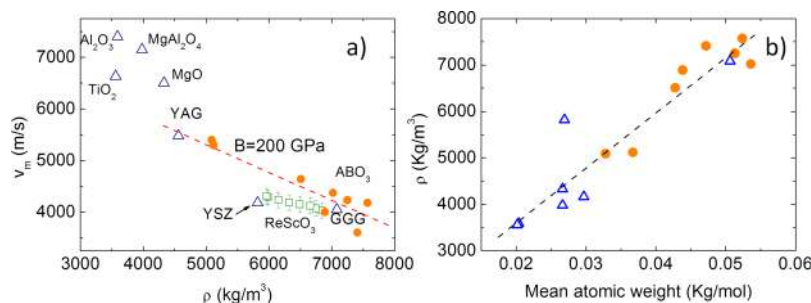 a)
Al₂O₃
MgAl₂O₄
TiO₂
MgO
YAG
B=200 GPa
ABO₃
YSZ
ReScO₃
GGG
7000
6000
5000
4000
3000 4000 5000 6000 7000 8000
vₘ (m/s)
ρ (kg/m³)
b)
8000
7000
6000
5000
4000
3000
0.02 0.03 0.04 0.05 0.06
ρ (Kg/m³)
Mean atomic weight (Kg/mol)